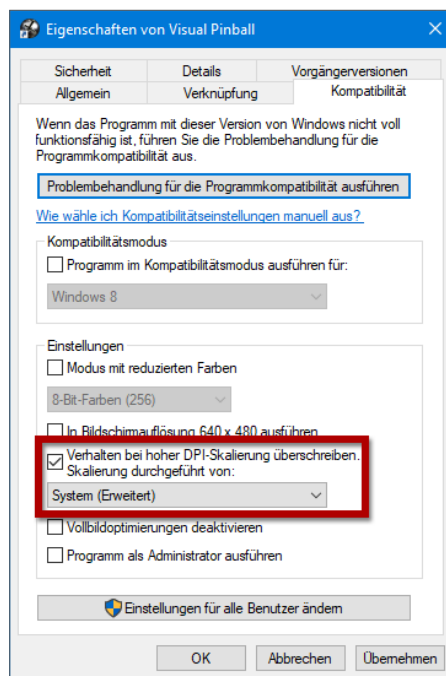 Eigenschaften von Visual Pinball
Sicherheit Details Vorgängerversionen
Allgemein Verknüpfung Kompatibilität
Wenn das Programm mit dieser Version von Windows nicht voll
funktionsfähig ist, führen Sie die Problembehandlung für die
Programmkompatibilität aus.
Problembehandlung für die Programmkompatibilität ausführen
Wie wähle ich Kompatibilitätseinstellungen manuell aus?
Kompatibilitätsmodus
Programm im Kompatibilitätsmodus ausführen für:
Windows 8
Einstellungen
Modus mit reduzierten Farben
8-Bit-Farben (256)
In Bildschirmauflösung 640 x 480 ausführen
Verhalten bei hoher DPI-Skalierung überschreiben.
Skalierung durchgeführt von:
System (Erweitert)
Vollbildoptimierungen deaktivieren
Programm als Administrator ausführen
Einstellungen für alle Benutzer ändern
OK Abbrechen Übernehmen